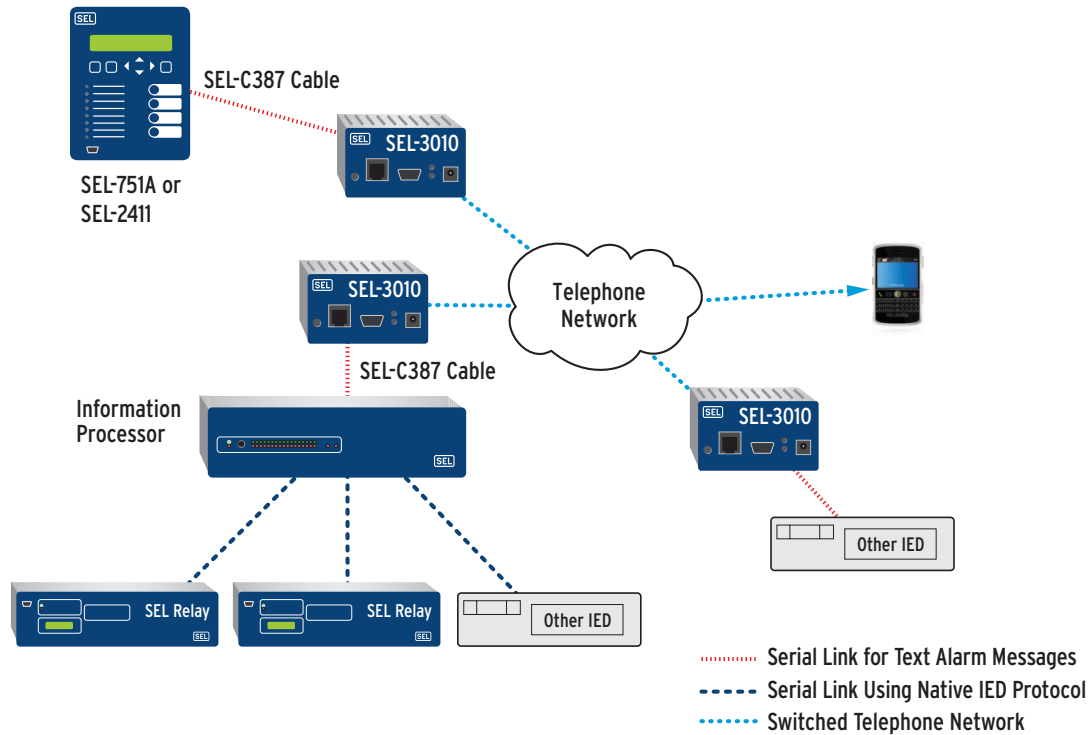 SEL
SEL-C387 Cable
SEL
SEL-3010
SEL-751A or
SEL-2411
SEL
SEL-3010
Telephone
Network
SEL-C387 Cable
Information
Processor
SEL
SEL
SEL-3010
Other IED
SEL Relay
SEL
SEL Relay
SEL
Other IED
Serial Link for Text Alarm Messages
Serial Link Using Native IED Protocol
Switched Telephone Network